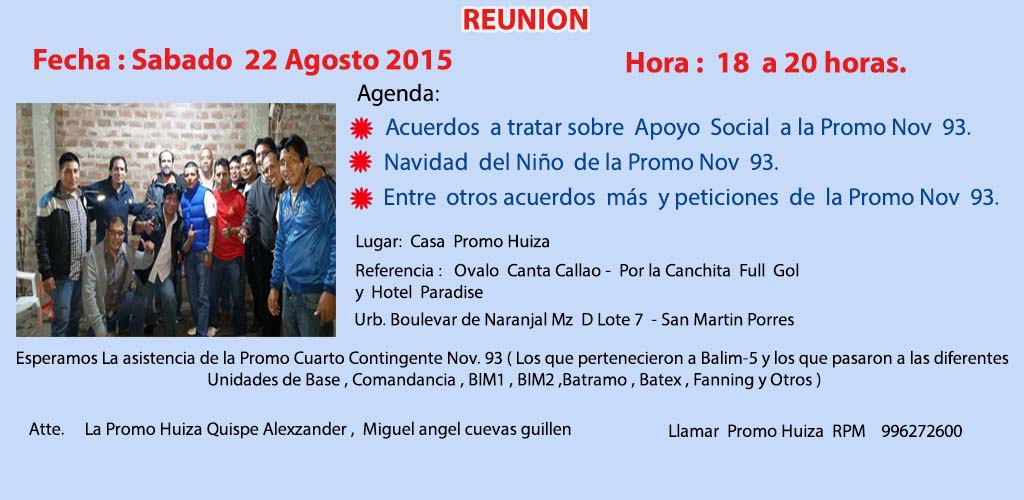 REUNION
Fecha : Sabado 22 Agosto 2015
Hora : 18 a 20 horas.
Agenda:
Acuerdos a tratar sobre Apoyo Social a la Promo Nov 93.
Navidad del Niño de la Promo Nov 93.
Entre otros acuerdos más y peticiones de la Promo Nov 93.
Lugar: Casa Promo Huiza
Referencia : Ovalo Canta Callao - Por la Canchita Full Gol
y Hotel Paradise
Urb. Boulevar de Naranjal Mz D Lote 7 - San Martin Porres
Esperamos La asistencia de la Promo Cuarto Contingente Nov. 93 ( Los que pertenecieron a Balim-5 y los que pasaron a las diferentes
Unidades de Base , Comandancia , BIM1 , BIM2 ,Batramo , Batex , Fanning y Otros )
Atte. La Promo Huiza Quispe Alexzander , Miguel angel cuevas guillen
Llamar Promo Huiza RPM 996272600